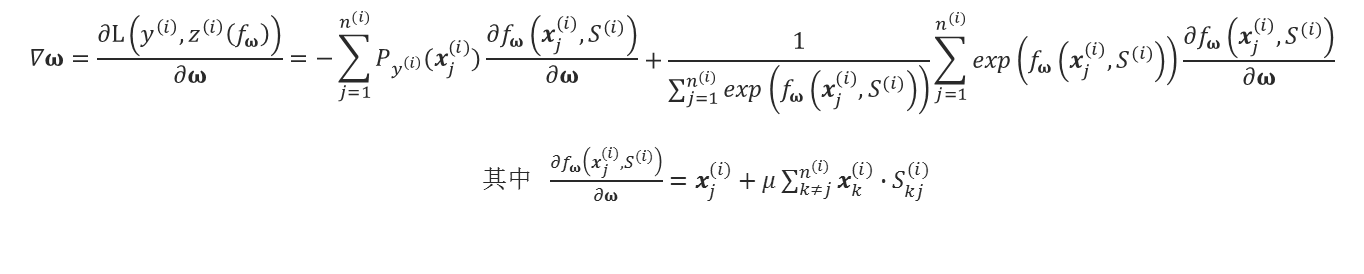 ∇𝛚 = ∂L(y^(i), z^(i)(f_𝛚)) / ∂𝛚 = − ∑_{j=1}^{n^(i)} P_{y^(i)}(𝒙_j^(i)) ∂f_𝛚(𝒙_j^(i), S^(i)) / ∂𝛚 + 1 / ∑_{j=1}^{n^(i)} exp(f_𝛚(𝒙_j^(i), S^(i))) ∑_{j=1}^{n^(i)} exp(f_𝛚(𝒙_j^(i), S^(i))) ∂f_𝛚(𝒙_j^(i), S^(i)) / ∂𝛚
其中 ∂f_𝛚(𝒙_j^(i), S^(i)) / ∂𝛚 = 𝒙_j^(i) + μ ∑_{k≠j}^{n^(i)} 𝒙_k^(i) · S_{kj}^(i)